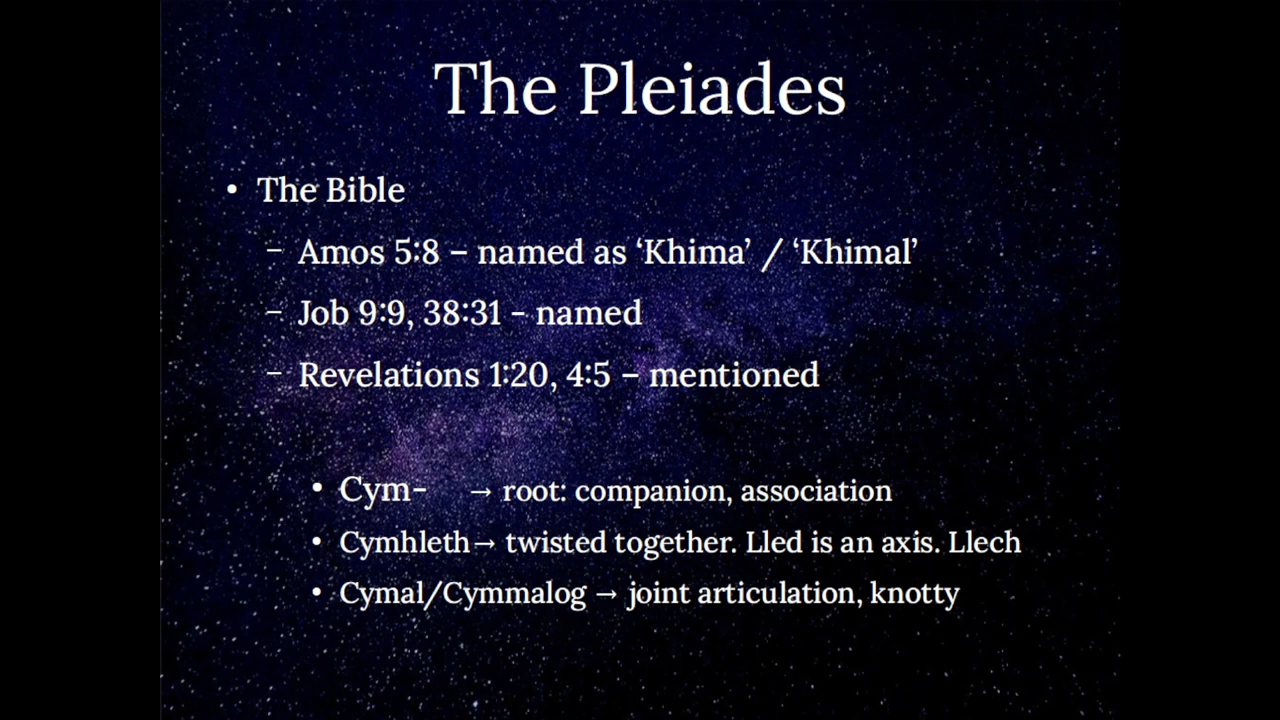 The Pleiades
• The Bible
– Amos 5:8 – named as ‘Khima’ / ‘Khimal’
– Job 9:9, 38:31 – named
– Revelations 1:20, 4:5 – mentioned
• Cym- → root: companion, association
• Cymhleth→ twisted together. Lled is an axis. Llech
• Cymal/Cymmalog → joint articulation, knotty